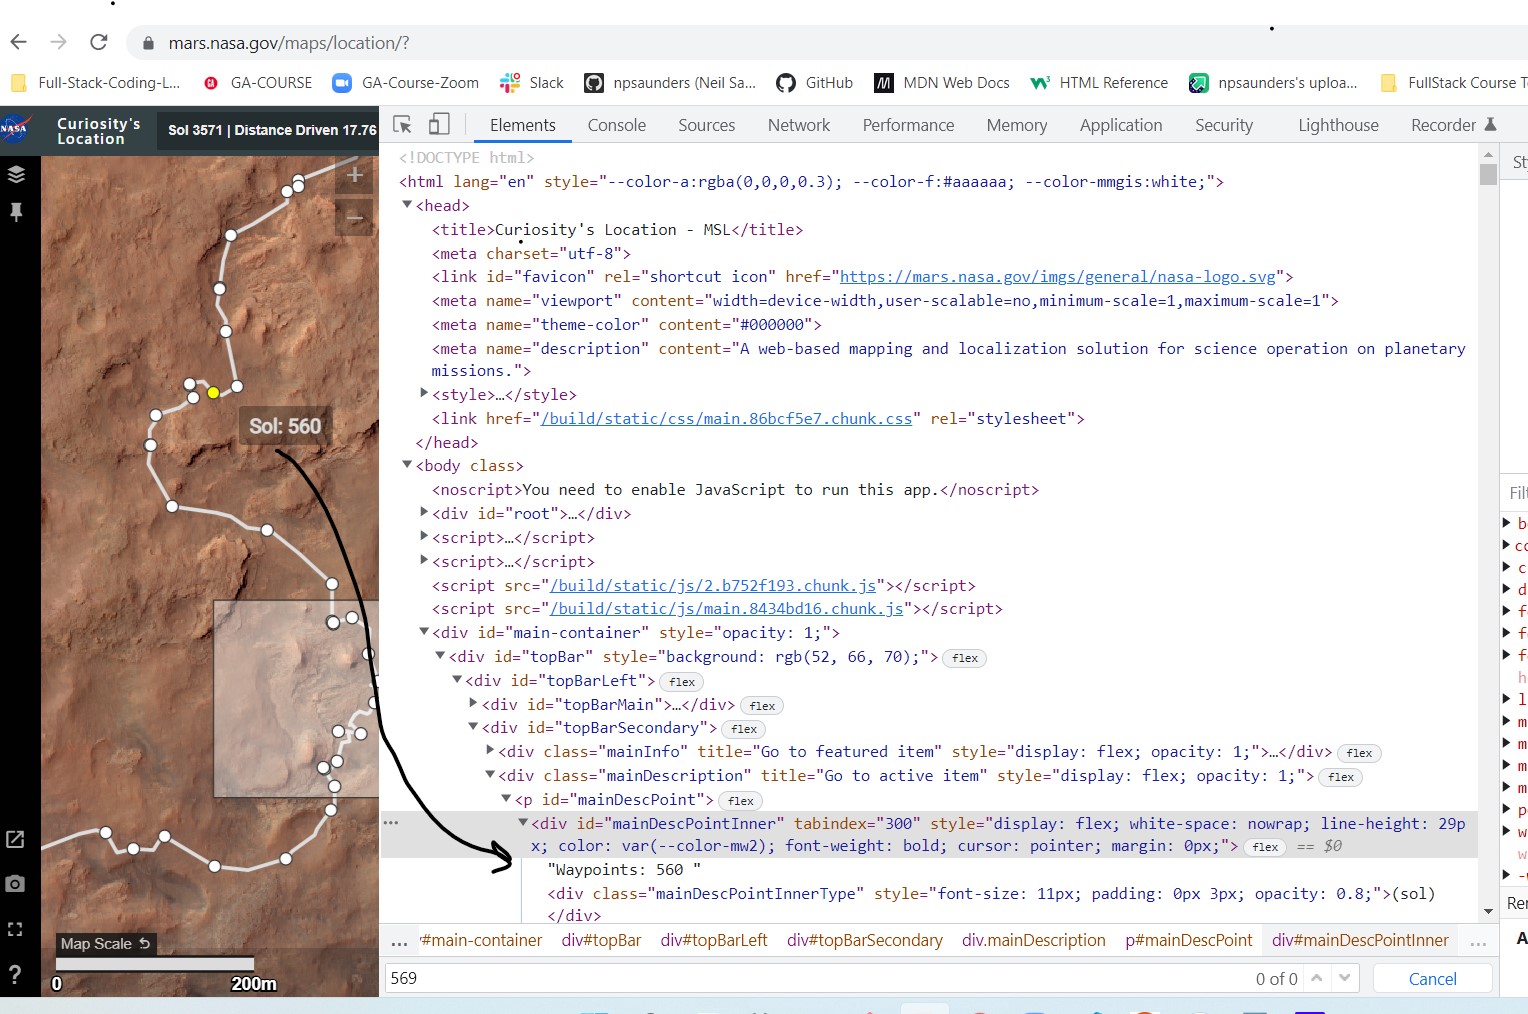 mars.nasa.gov/maps/location/?
Full-Stack-Coding-L... GA-COURSE GA-Course-Zoom Slack npsaunders (Neil Sa... GitHub MDN Web Docs HTML Reference npsaunders's uploa... FullStack Course T
NASA Curiosity's Location Sol 3571 | Distance Driven 17.76
Elements Console Sources Network Performance Memory Application Security Lighthouse Recorder
<!DOCTYPE html>
<html lang="en" style="--color-a:rgba(0,0,0,0.3); --color-f:#aaaaaa; --color-mmgis:white;">
<head>
<title>Curiosity's Location - MSL</title>
<meta charset="utf-8">
<link id="favicon" rel="shortcut icon" href="https://mars.nasa.gov/imgs/general/nasa-logo.svg">
<meta name="viewport" content="width=device-width,user-scalable=no,minimum-scale=1,maximum-scale=1">
<meta name="theme-color" content="#000000">
<meta name="description" content="A web-based mapping and localization solution for science operation on planetary
missions.">
<style>…</style>
<link href="/build/static/css/main.86bcf5e7.chunk.css" rel="stylesheet">
</head>
<body class>
<noscript>You need to enable JavaScript to run this app.</noscript>
<div id="root">…</div>
<script>…</script>
<script>…</script>
<script src="/build/static/js/2.b752f193.chunk.js"></script>
<script src="/build/static/js/main.8434bd16.chunk.js"></script>
<div id="main-container" style="opacity: 1;">
<div id="topBar" style="background: rgb(52, 66, 70);"> flex
<div id="topBarLeft"> flex
<div id="topBarMain">…</div> flex
<div id="topBarSecondary"> flex
<div class="mainInfo" title="Go to featured item" style="display: flex; opacity: 1;">…</div> flex
<div class="mainDescription" title="Go to active item" style="display: flex; opacity: 1;"> flex
<p id="mainDescPoint"> flex
<div id="mainDescPointInner" tabindex="300" style="display: flex; white-space: nowrap; line-height: 29p
x; color: var(--color-mw2); font-weight: bold; cursor: pointer; margin: 0px;"> flex == $0
"Waypoints: 560 "
<div class="mainDescPointInnerType" style="font-size: 11px; padding: 0px 3px; opacity: 0.8;">(sol)
</div>
... #main-container div#topBar div#topBarLeft div#topBarSecondary div.mainDescription p#mainDescPoint div#mainDescPointInner ...
569 0 of 0 Cancel
Sol: 560
Map Scale
0 200m
?